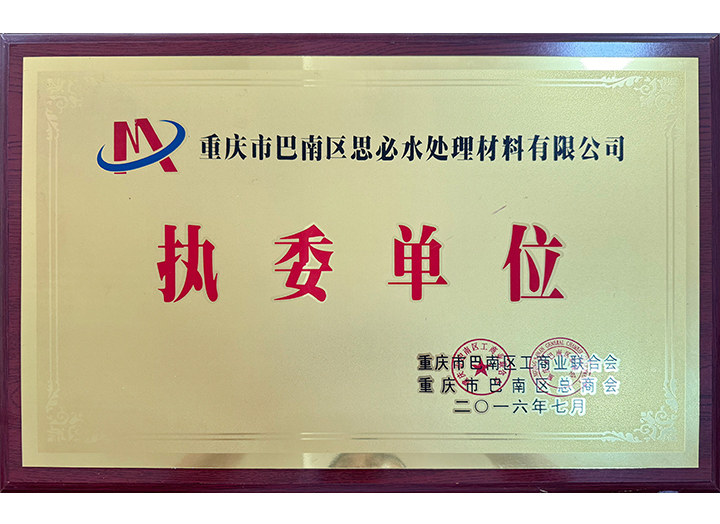 重庆市巴南区思必水处理材料有限公司
执委单位
重庆市巴南区工商业联合会
重庆市巴南区总商会
二〇一六年七月